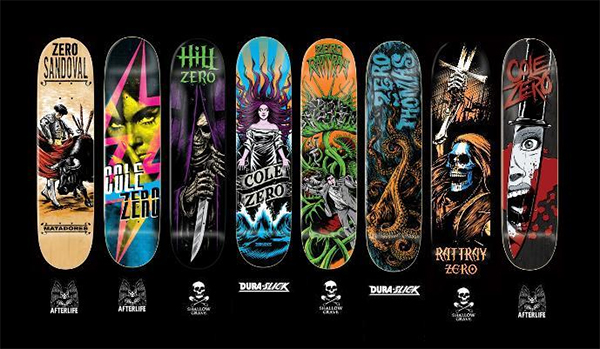 ZERO
SANDOVAL
MATADORES
COLE
ZERO
HILL
ZERO
COLE
ZERO
ZERO
RATTRAY
ZERO
THOMAS
RATTRAY
ZERO
COLE
ZERO
AFTERLIFE
AFTERLIFE
SHALLOW
GRAVE
DURA-SLICK
SHALLOW
GRAVE
DURA-SLICK
SHALLOW
GRAVE
AFTERLIFE